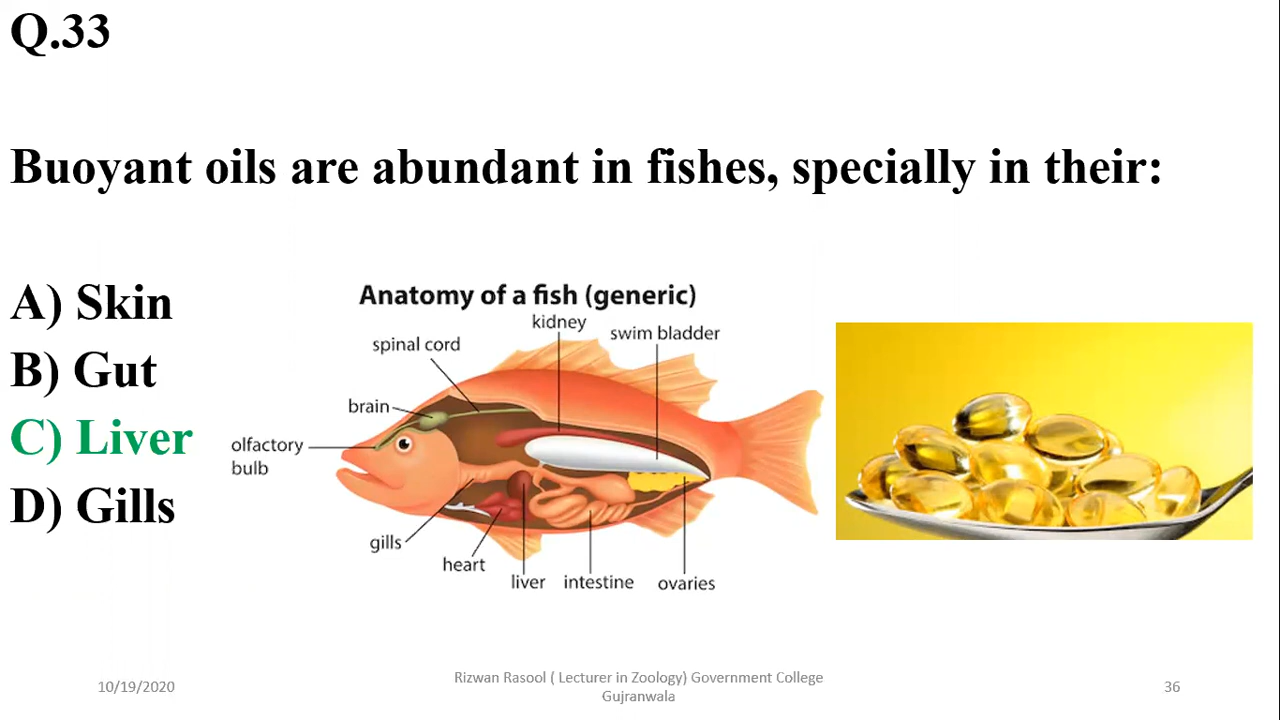 Q.33
Buoyant oils are abundant in fishes, specially in their:
A) Skin
B) Gut
C) Liver
D) Gills
Anatomy of a fish (generic)
kidney
swim bladder
spinal cord
brain
olfactory
bulb
gills
heart
liver
intestine
ovaries
10/19/2020
Rizwan Rasool ( Lecturer in Zoology) Government College
Gujranwala
36